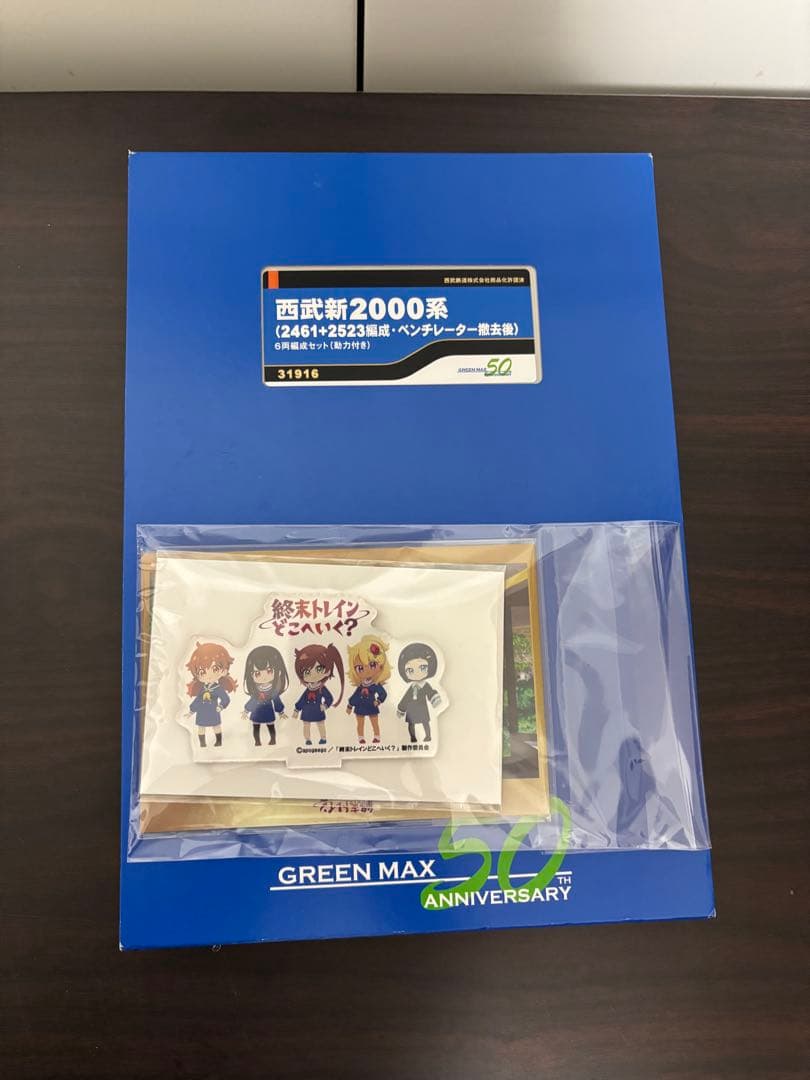 西武鉄道株式会社商品化許諾済
西武新2000系
(2461+2523編成・ベンチレーター撤去後)
6両編成セット(動力付き)
31916
GREEN MAX 50
ANNIVERSARY
終末トレイン
どこへいく?
©apogeego/「終末トレインどこへいく?」製作委員会
GREEN MAX 50TH
ANNIVERSARY